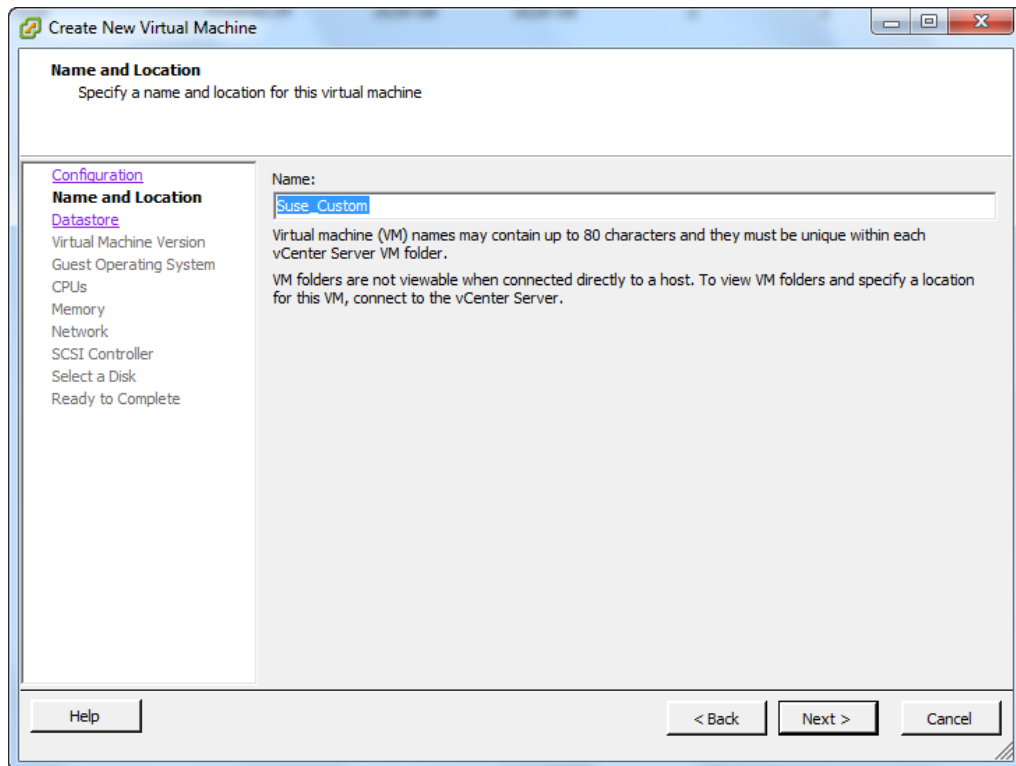 Create New Virtual Machine
Name and Location
Specify a name and location for this virtual machine
Configuration
Name and Location
Datastore
Virtual Machine Version
Guest Operating System
CPUs
Memory
Network
SCSI Controller
Select a Disk
Ready to Complete
Name:
Suse_Custom
Virtual machine (VM) names may contain up to 80 characters and they must be unique within each
vCenter Server VM folder.
VM folders are not viewable when connected directly to a host. To view VM folders and specify a location
for this VM, connect to the vCenter Server.
Help
< Back
Next >
Cancel